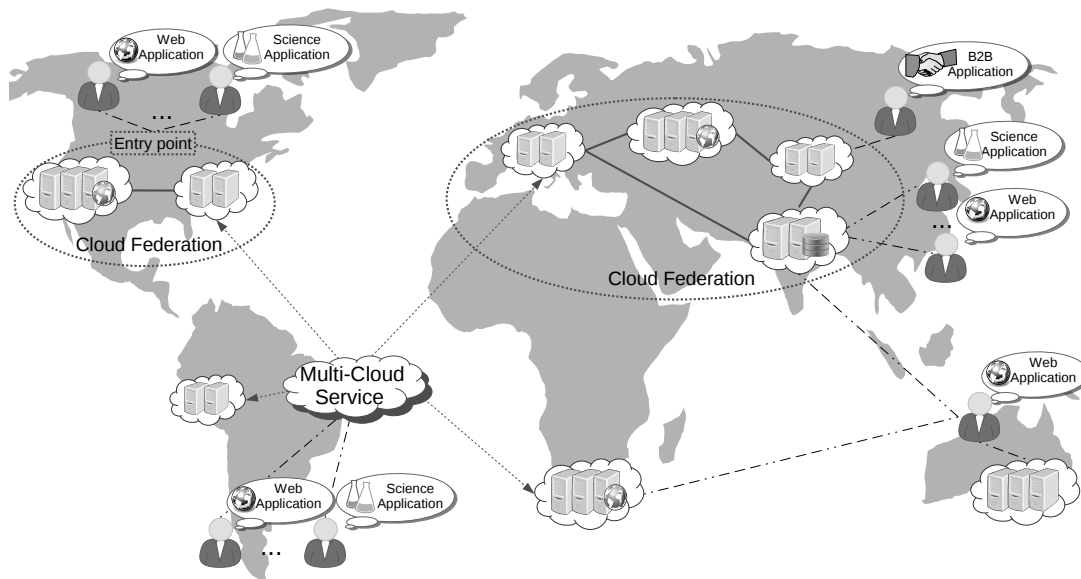 Web
Application
Science
Application
B2B
Application
...
Entry point
Science
Application
Cloud Federation
Web
Application
...
Cloud Federation
Multi-Cloud
Service
Web
Application
Web
Application
Science
Application
...